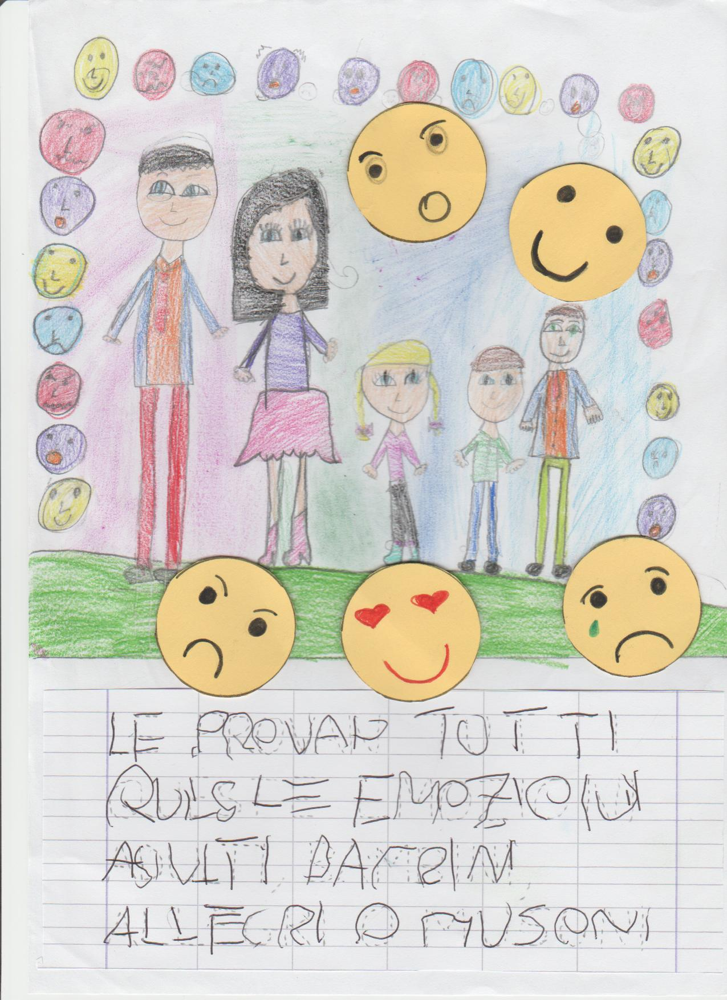 LE PROVAN TUTTI
QUESTE EMOZIONI
ADULTI BAMBINI
ALLEGRI O MUSONI